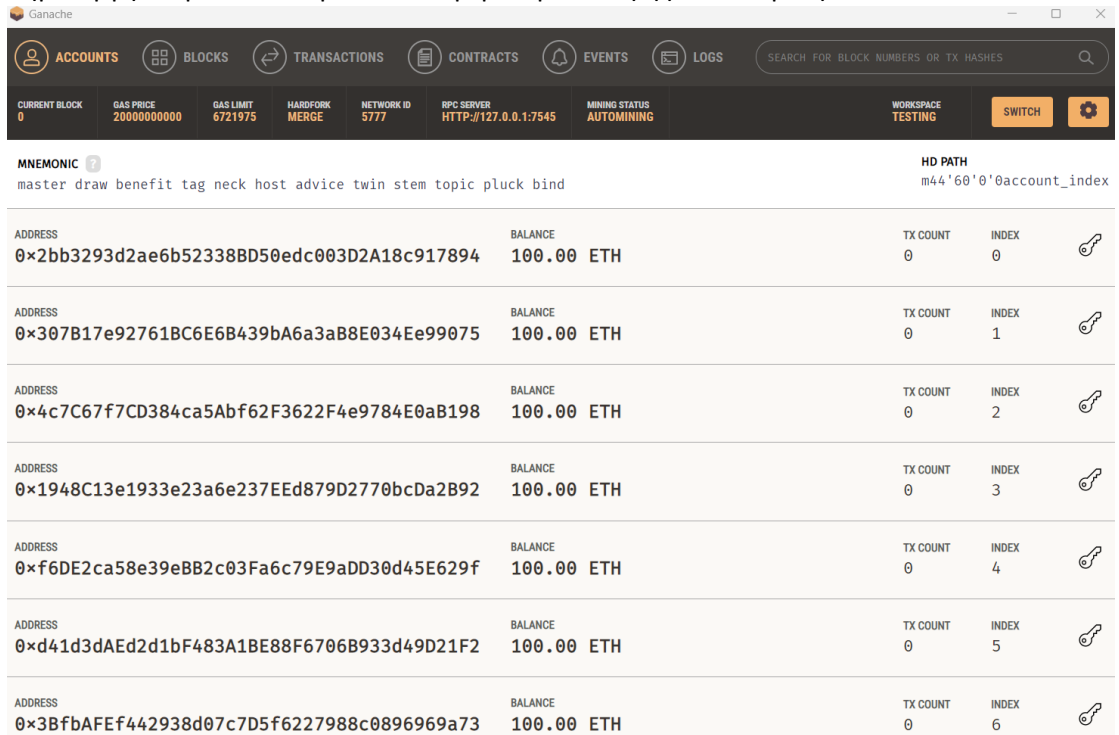 Ganache
ACCOUNTS BLOCKS TRANSACTIONS CONTRACTS EVENTS LOGS SEARCH FOR BLOCK NUMBERS OR TX HASHES
CURRENT BLOCK GAS PRICE GAS LIMIT HARDFORK NETWORK ID RPC SERVER MINING STATUS WORKSPACE
0 20000000000 6721975 MERGE 5777 HTTP://127.0.0.1:7545 AUTOMINING TESTING SWITCH
MNEMONIC ? HD PATH
master draw benefit tag neck host advice twin stem topic pluck bind m44'60'0'0account_index
ADDRESS BALANCE TX COUNT INDEX
0×2bb3293d2ae6b52338BD50edc003D2A18c917894 100.00 ETH 0 0
ADDRESS BALANCE TX COUNT INDEX
0×307B17e92761BC6E6B439bA6a3aB8E034Ee99075 100.00 ETH 0 1
ADDRESS BALANCE TX COUNT INDEX
0×4c7C67f7CD384ca5Abf62F3622F4e9784E0aB198 100.00 ETH 0 2
ADDRESS BALANCE TX COUNT INDEX
0×1948C13e1933e23a6e237EEd879D2770bcDa2B92 100.00 ETH 0 3
ADDRESS BALANCE TX COUNT INDEX
0×f6DE2ca58e39eBB2c03Fa6c79E9aDD30d45E629f 100.00 ETH 0 4
ADDRESS BALANCE TX COUNT INDEX
0×d41d3dAEd2d1bF483A1BE88F6706B933d49D21F2 100.00 ETH 0 5
ADDRESS BALANCE TX COUNT INDEX
0×3BfbAFEf442938d07c7D5f6227988c0896969a73 100.00 ETH 0 6